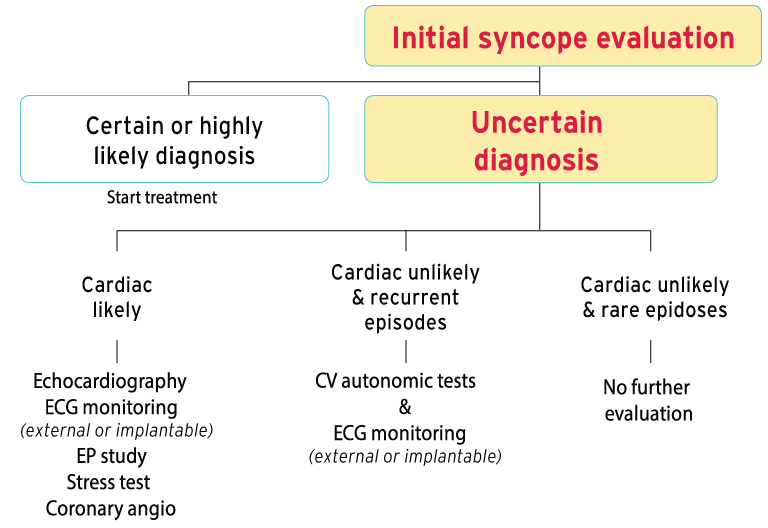 Initial syncope evaluation
Certain or highly
likely diagnosis
Uncertain
diagnosis
Start treatment
Cardiac
likely
Cardiac unlikely
& recurrent
episodes
Cardiac unlikely
& rare epidoses
Echocardiography
ECG monitoring
(external or implantable)
EP study
Stress test
Coronary angio
CV autonomic tests
&
ECG monitoring
(external or implantable)
No further
evaluation